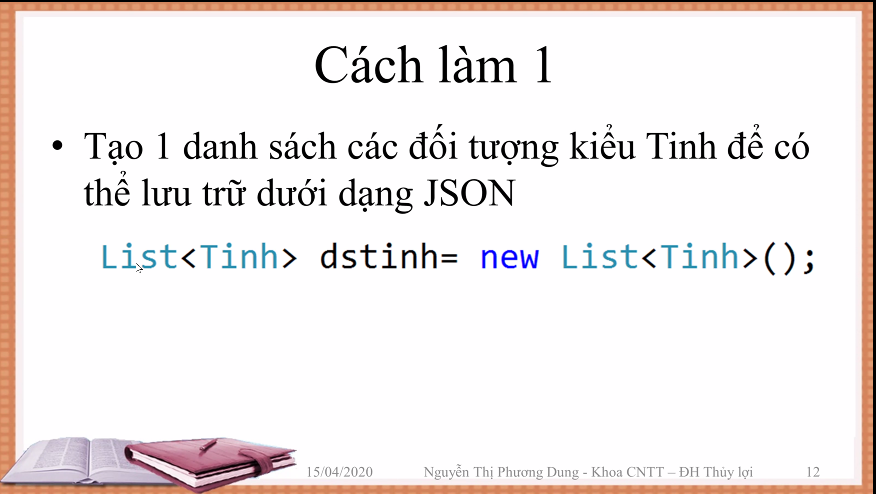 Cách làm 1
• Tạo 1 danh sách các đối tượng kiểu Tinh để có
thể lưu trữ dưới dạng JSON
List<Tinh> dstinh= new List<Tinh>();
15/04/2020 Nguyễn Thị Phương Dung - Khoa CNTT – ĐH Thủy lợi 12